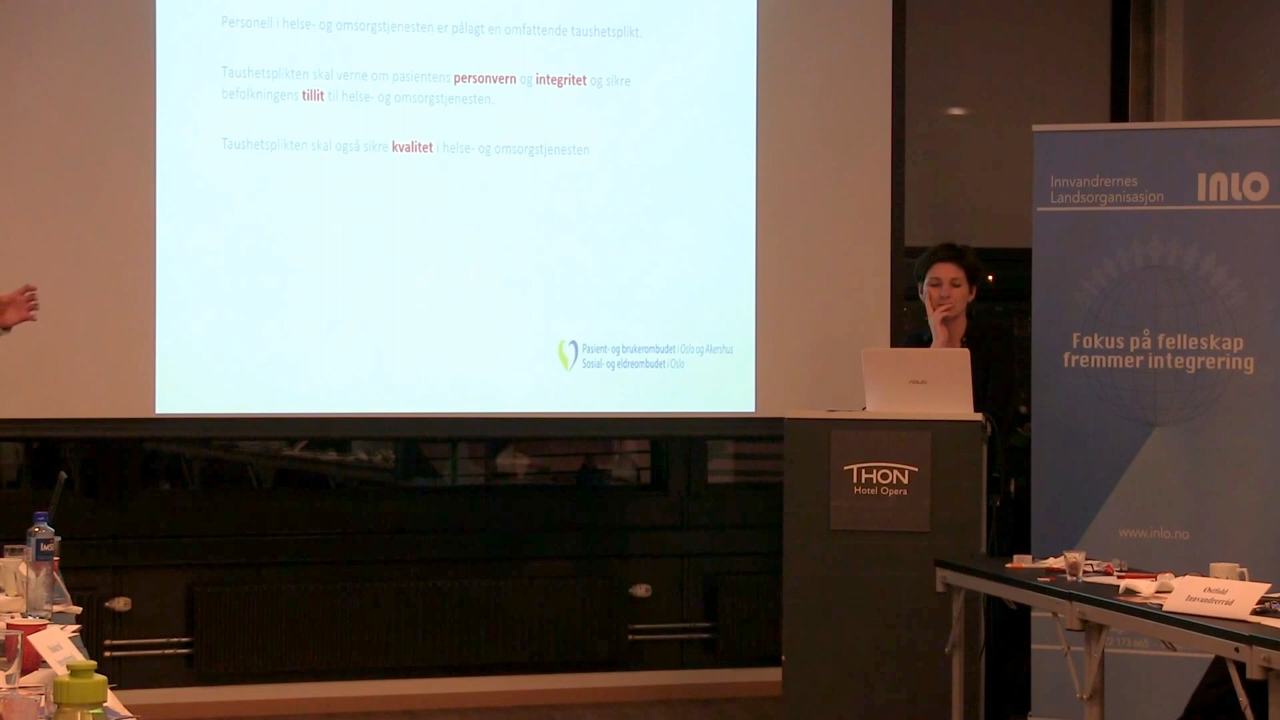 Personell i helse- og omsorgstjenesten er pålagt en omfattende taushetsplikt.
Taushetsplikten skal verne om pasientens personvern og integritet og sikre
befolkningens tillit til helse- og omsorgstjenesten.
Taushetsplikten skal også sikre kvalitet i helse- og omsorgstjenesten
Pasient- og brukerombudet i Oslo og Akershus
Sosial- og eldreombudet i Oslo
Innvandrernes
Landsorganisasjon
INLO
Fokus på felleskap
fremmer integrering
www.inlo.no
ASUS
THON
Hotel Opera
Østfold
Innvandrerråd